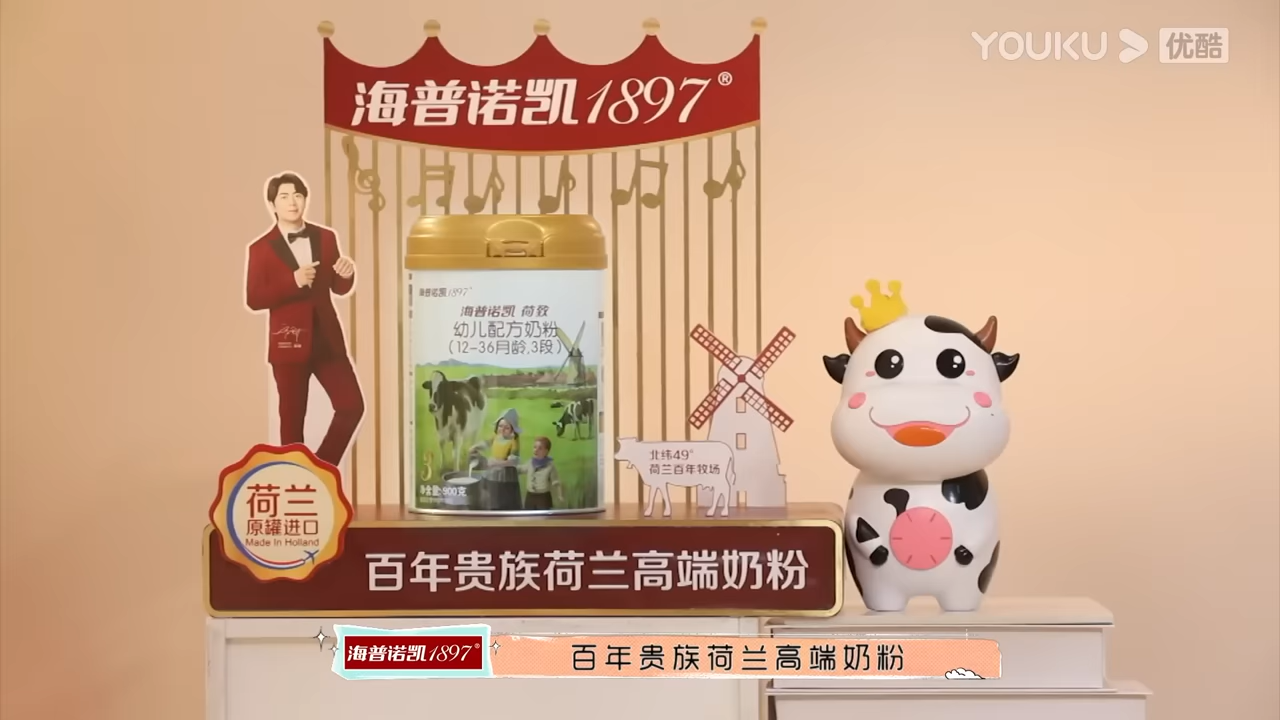 YOUKU 优酷
海普诺凯1897®
海普诺凯1897
海普诺凯 荷致
幼儿配方奶粉
(12-36月龄,3段)
3
净含量:900克
北纬49°
荷兰百年牧场
荷兰
原罐进口
Made in Holland
百年贵族荷兰高端奶粉
海普诺凯1897®
百年贵族荷兰高端奶粉